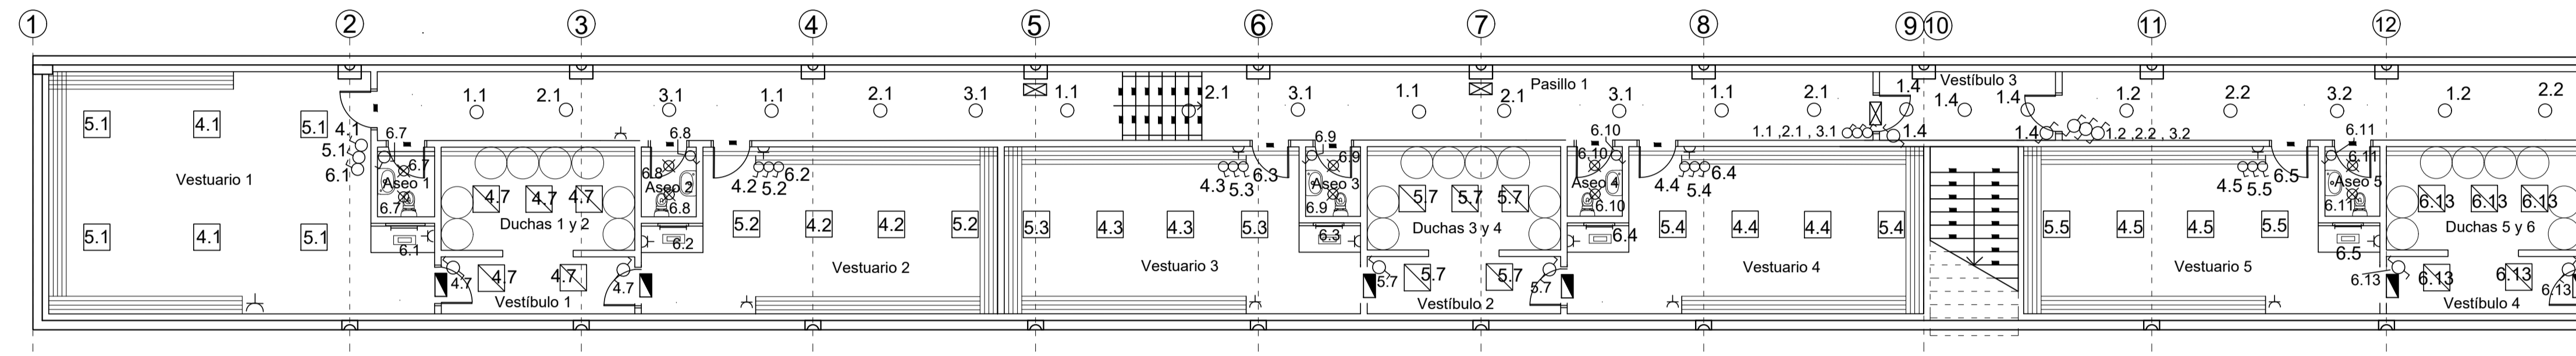 1 2 3 4 5 6 7 8 9 10 11 12
Pasillo 1
Vestíbulo 3
1.1 2.1 3.1 1.1 2.1 3.1 1.1 2.1 3.1 1.1 2.1 3.1 1.1 2.1 1.4 1.4 1.4 1.2 2.2 3.2 1.2 2.2
5.1 4.1 5.1 4.1
5.1
6.1
6.7 6.8 6.9 6.10 1.1 ,2.1 , 3.1 1.4 1.4 1.2 ,2.2 , 3.2 6.11
6.7 6.8 6.9 6.10 6.11
4.2 5.2 6.2 4.3 5.3 6.3 4.4 5.4 6.4 4.5 5.5 6.5
Vestuario 1
Aseo 1
Aseo 2
Aseo 3
Aseo 4
Aseo 5
6.7 6.8 6.9 6.10 6.11
4.7 4.7 4.7 5.7 5.7 5.7 6.13 6.13 6.13
Duchas 1 y 2
Duchas 3 y 4
Duchas 5 y 6
5.1 4.1 5.1 5.2 4.2 4.2 5.2 5.3 4.3 4.3 5.3 5.4 4.4 4.4 5.4 5.5 4.5 4.5 5.5
6.1 6.2 6.3 6.4 6.5
Vestuario 2
Vestuario 3
Vestuario 4
Vestuario 5
4.7 4.7 4.7 4.7 5.7 5.7 5.7 5.7 6.13 6.13 6.13 6.13
Vestíbulo 1
Vestíbulo 2
Vestíbulo 4